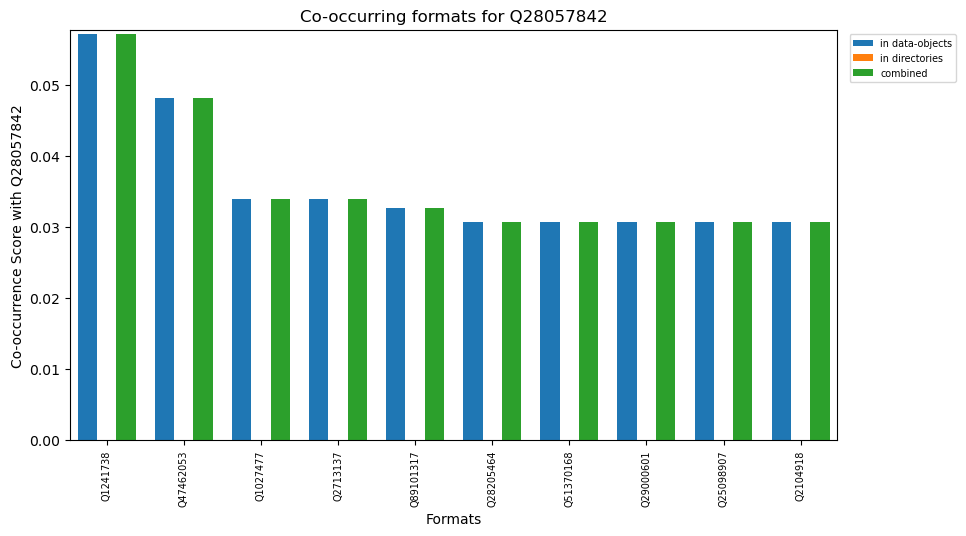 Co-occurring formats for Q28057842
in data-objects
in directories
combined
Co-occurrence Score with Q28057842
0.05
0.04
0.03
0.02
0.01
0.00
Q1241738
Q47462053
Q1027477
Q2713137
Q89101317
Q28205464
Q51370168
Q29000601
Q25098907
Q2104918
Formats